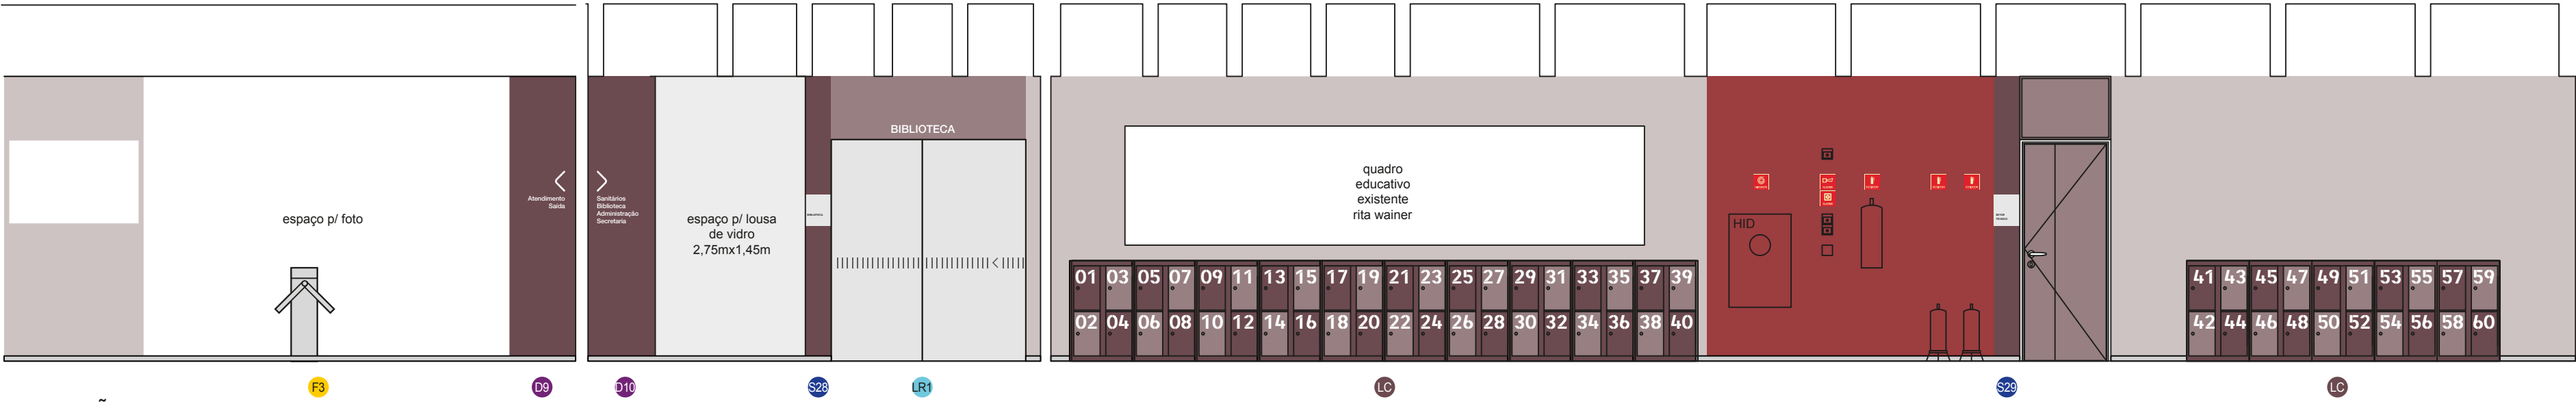 espaço p/ foto
Atendimento
Saída
Sanitários
Biblioteca
Administração
Secretaria
espaço p/ lousa
de vidro
2,75mx1,45m
BIBLIOTECA
BIBLIOTECA
quadro
educativo
existente
rita wainer
HID
01 03 05 07 09 11 13 15 17 19 21 23 25 27 29 31 33 35 37 39
02 04 06 08 10 12 14 16 18 20 22 24 26 28 30 32 34 36 38 40
41 43 45 47 49 51 53 55 57 59
42 44 46 48 50 52 54 56 58 60
F3
D9
D10
S28
LR1
LC
S29
LC